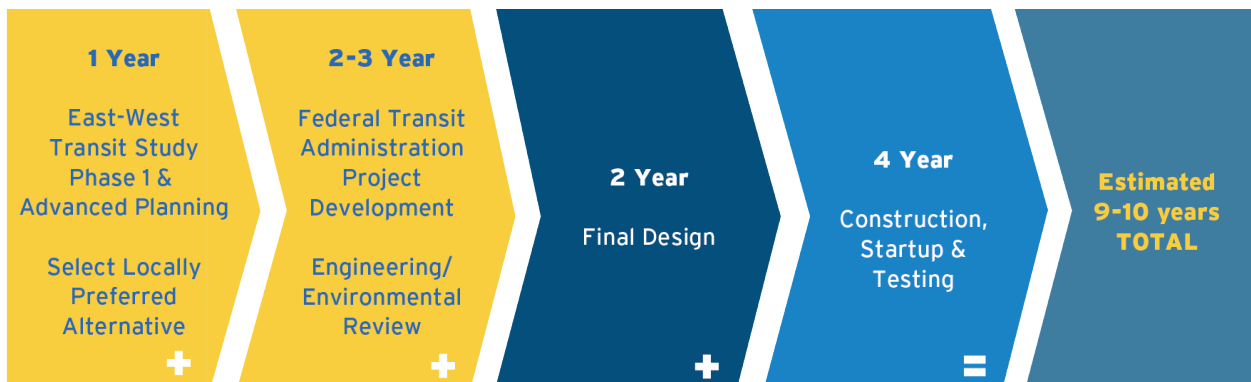 1 Year
East-West
Transit Study
Phase 1 &
Advanced Planning
Select Locally
Preferred
Alternative
+
2-3 Year
Federal Transit
Administration
Project
Development
Engineering/
Environmental
Review
+
2 Year
Final Design
+
4 Year
Construction,
Startup &
Testing
=
Estimated
9-10 years
TOTAL